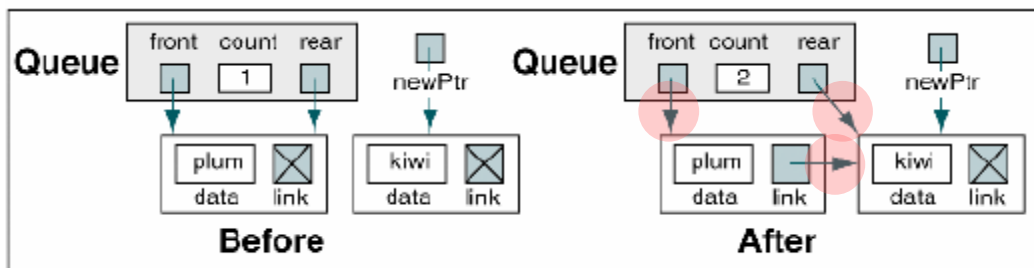 front count rear
Queue
1
newPtr
plum
data link
kiwi
data link
Before
front count rear
Queue
2
newPtr
plum
data link
kiwi
data link
After